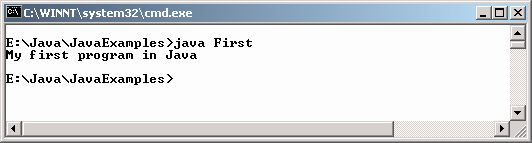 C:\WINNT\system32\cmd.exe
E:\Java\JavaExamples>java First
My first program in Java
E:\Java\JavaExamples>